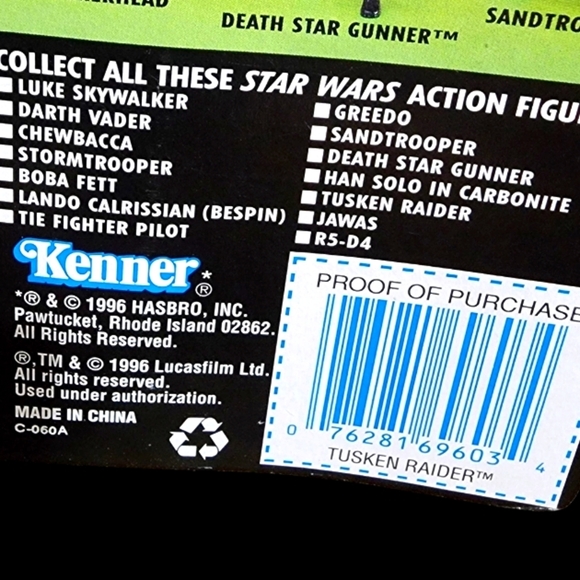 DEATH STAR GUNNER™
COLLECT ALL THESE STAR WARS ACTION
LUKE SKYWALKER
DARTH VADER
CHEWBACCA
STORMTROOPER
BOBA FETT
LANDO CALRISSIAN (BESPIN)
TIE FIGHTER PILOT
GREEDO
SANDTROOPER
DEATH STAR GUNNER
HAN SOLO IN CARBONITE
TUSKEN RAIDER
JAWAS
R5-D4
Kenner®*
*® & © 1996 HASBRO, INC.
Pawtucket, Rhode Island 02862.
All Rights Reserved.
®,TM & © 1996 Lucasfilm Ltd.
All rights reserved.
Used under authorization.
MADE IN CHINA
C-060A
PROOF OF PURCHASE
0 76281 69603 4
TUSKEN RAIDER™